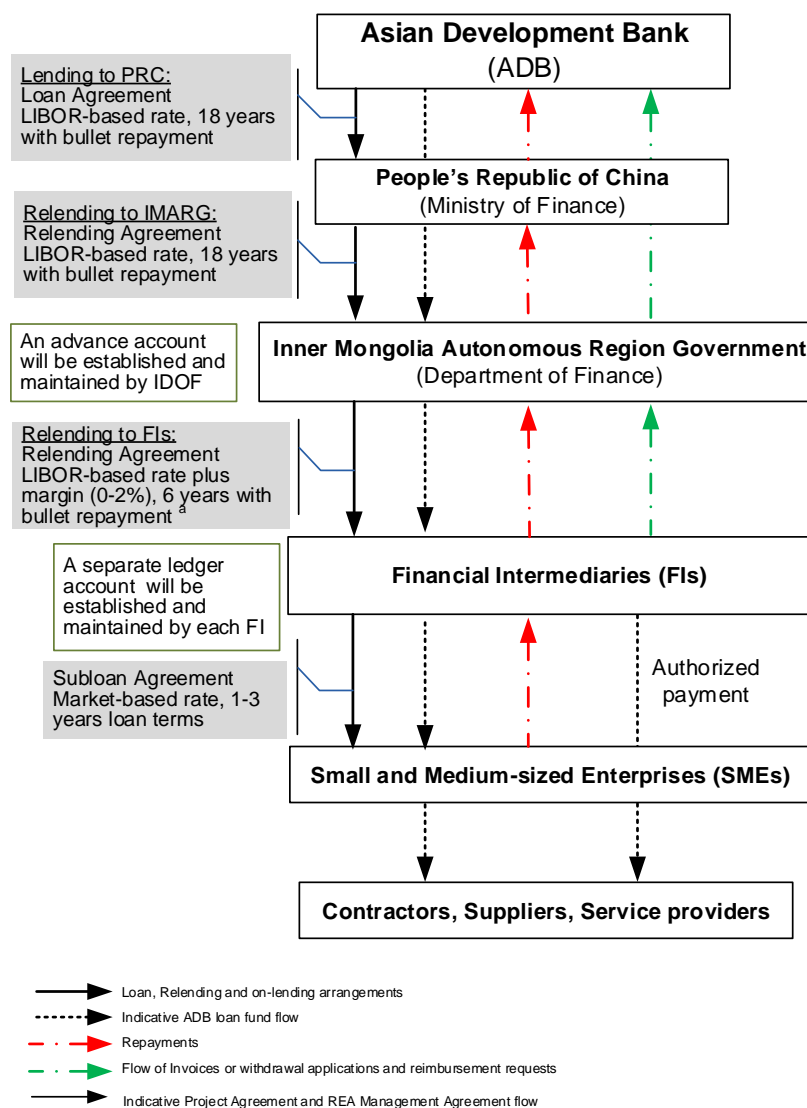 Asian Development Bank
(ADB)
Lending to PRC:
Loan Agreement
LIBOR-based rate, 18 years
with bullet repayment
People's Republic of China
(Ministry of Finance)
Relending to IMARG:
Relending Agreement
LIBOR-based rate, 18 years
with bullet repayment
An advance account
will be established and
maintained by IDOF
Inner Mongolia Autonomous Region Government
(Department of Finance)
Relending to FIs:
Relending Agreement
LIBOR-based rate plus
margin (0-2%), 6 years with
bullet repayment a
A separate ledger
account will be
established and
maintained by each FI
Financial Intermediaries (FIs)
Subloan Agreement
Market-based rate, 1-3
years loan terms
Authorized
payment
Small and Medium-sized Enterprises (SMEs)
Contractors, Suppliers, Service providers
Loan, Relending and on-lending arrangements
Indicative ADB loan fund flow
Repayments
Flow of Invoices or withdrawal applications and reimbursement requests
Indicative Project Agreement and REA Management Agreement flow